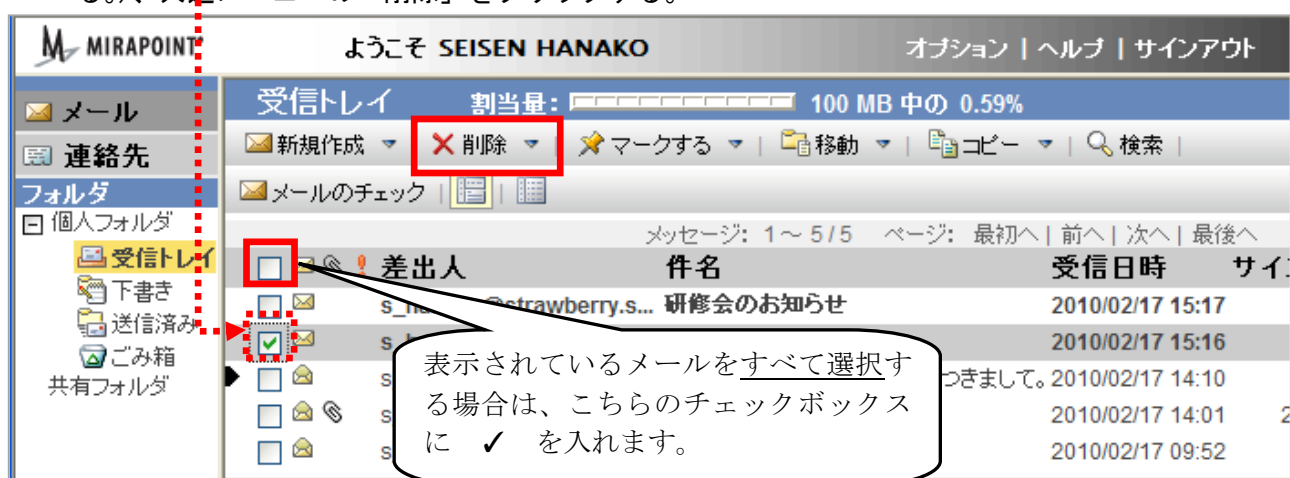 MIRAPOINT ようこそ SEISEN HANAKO オプション | ヘルプ | サインアウト
メール
連絡先
フォルダ
個人フォルダ
受信トレイ
下書き
送信済み
ごみ箱
共有フォルダ
受信トレイ 割当量: 100 MB 中の 0.59%
新規作成 | 削除 | マークする | 移動 | コピー | 検索 |
メールのチェック | |
メッセージ: 1～5/5 ページ: 最初へ | 前へ | 次へ | 最後へ
差出人 件名 受信日時
@strawberry.s... 研修会のお知らせ 2010/02/17 15:17
2010/02/17 15:16
つきまして。 2010/02/17 14:10
2010/02/17 14:01
2010/02/17 09:52
表示されているメールをすべて選択す
る場合は、こちらのチェックボックス
に ✓ を入れます。